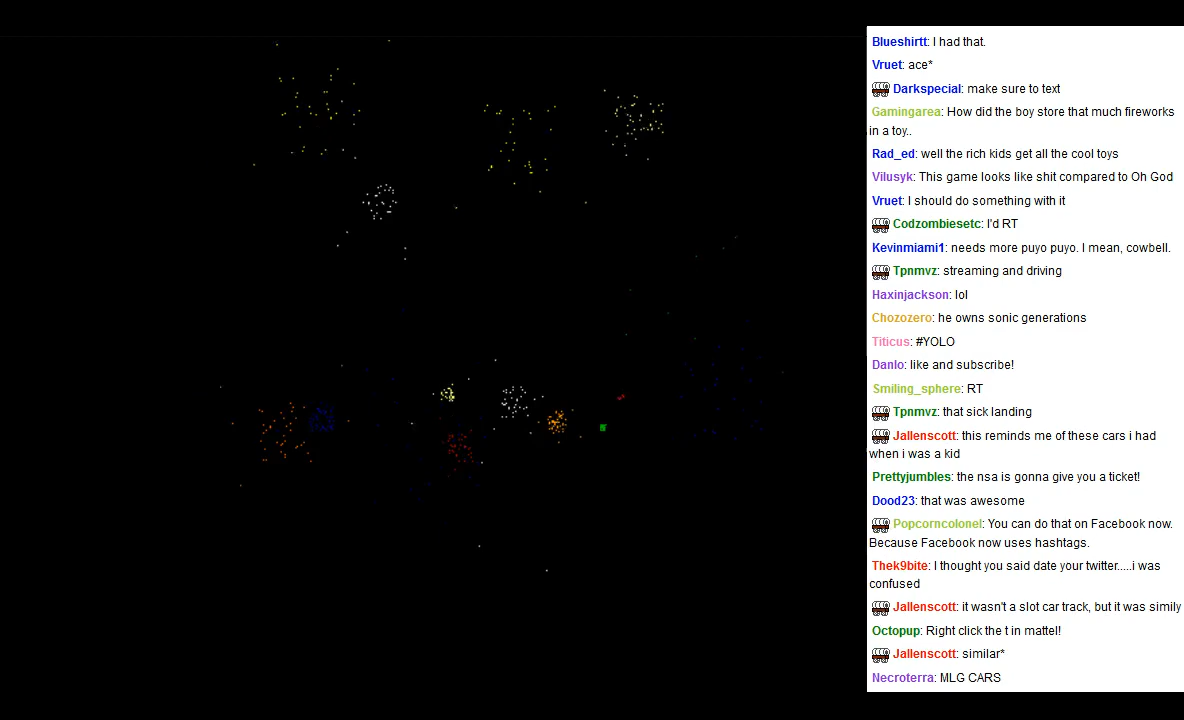 Blueshirtt: I had that.
Vruet: ace*
Darkspecial: make sure to text
Gamingarea: How did the boy store that much fireworks
in a toy..
Rad_ed: well the rich kids get all the cool toys
Vilusyk: This game looks like shit compared to Oh God
Vruet: I should do something with it
Codzombiesetc: I'd RT
Kevinmiami1: needs more puyo puyo. I mean, cowbell.
Tpnmvz: streaming and driving
Haxinjackson: lol
Chozozero: he owns sonic generations
Titicus: #YOLO
Danlo: like and subscribe!
Smiling_sphere: RT
Tpnmvz: that sick landing
Jallenscott: this reminds me of these cars i had
when i was a kid
Prettyjumbles: the nsa is gonna give you a ticket!
Dood23: that was awesome
Popcorncolonel: You can do that on Facebook now.
Because Facebook now uses hashtags.
Thek9bite: I thought you said date your twitter.....i was
confused
Jallenscott: it wasn't a slot car track, but it was simily
Octopup: Right click the t in mattel!
Jallenscott: similar*
Necroterra: MLG CARS